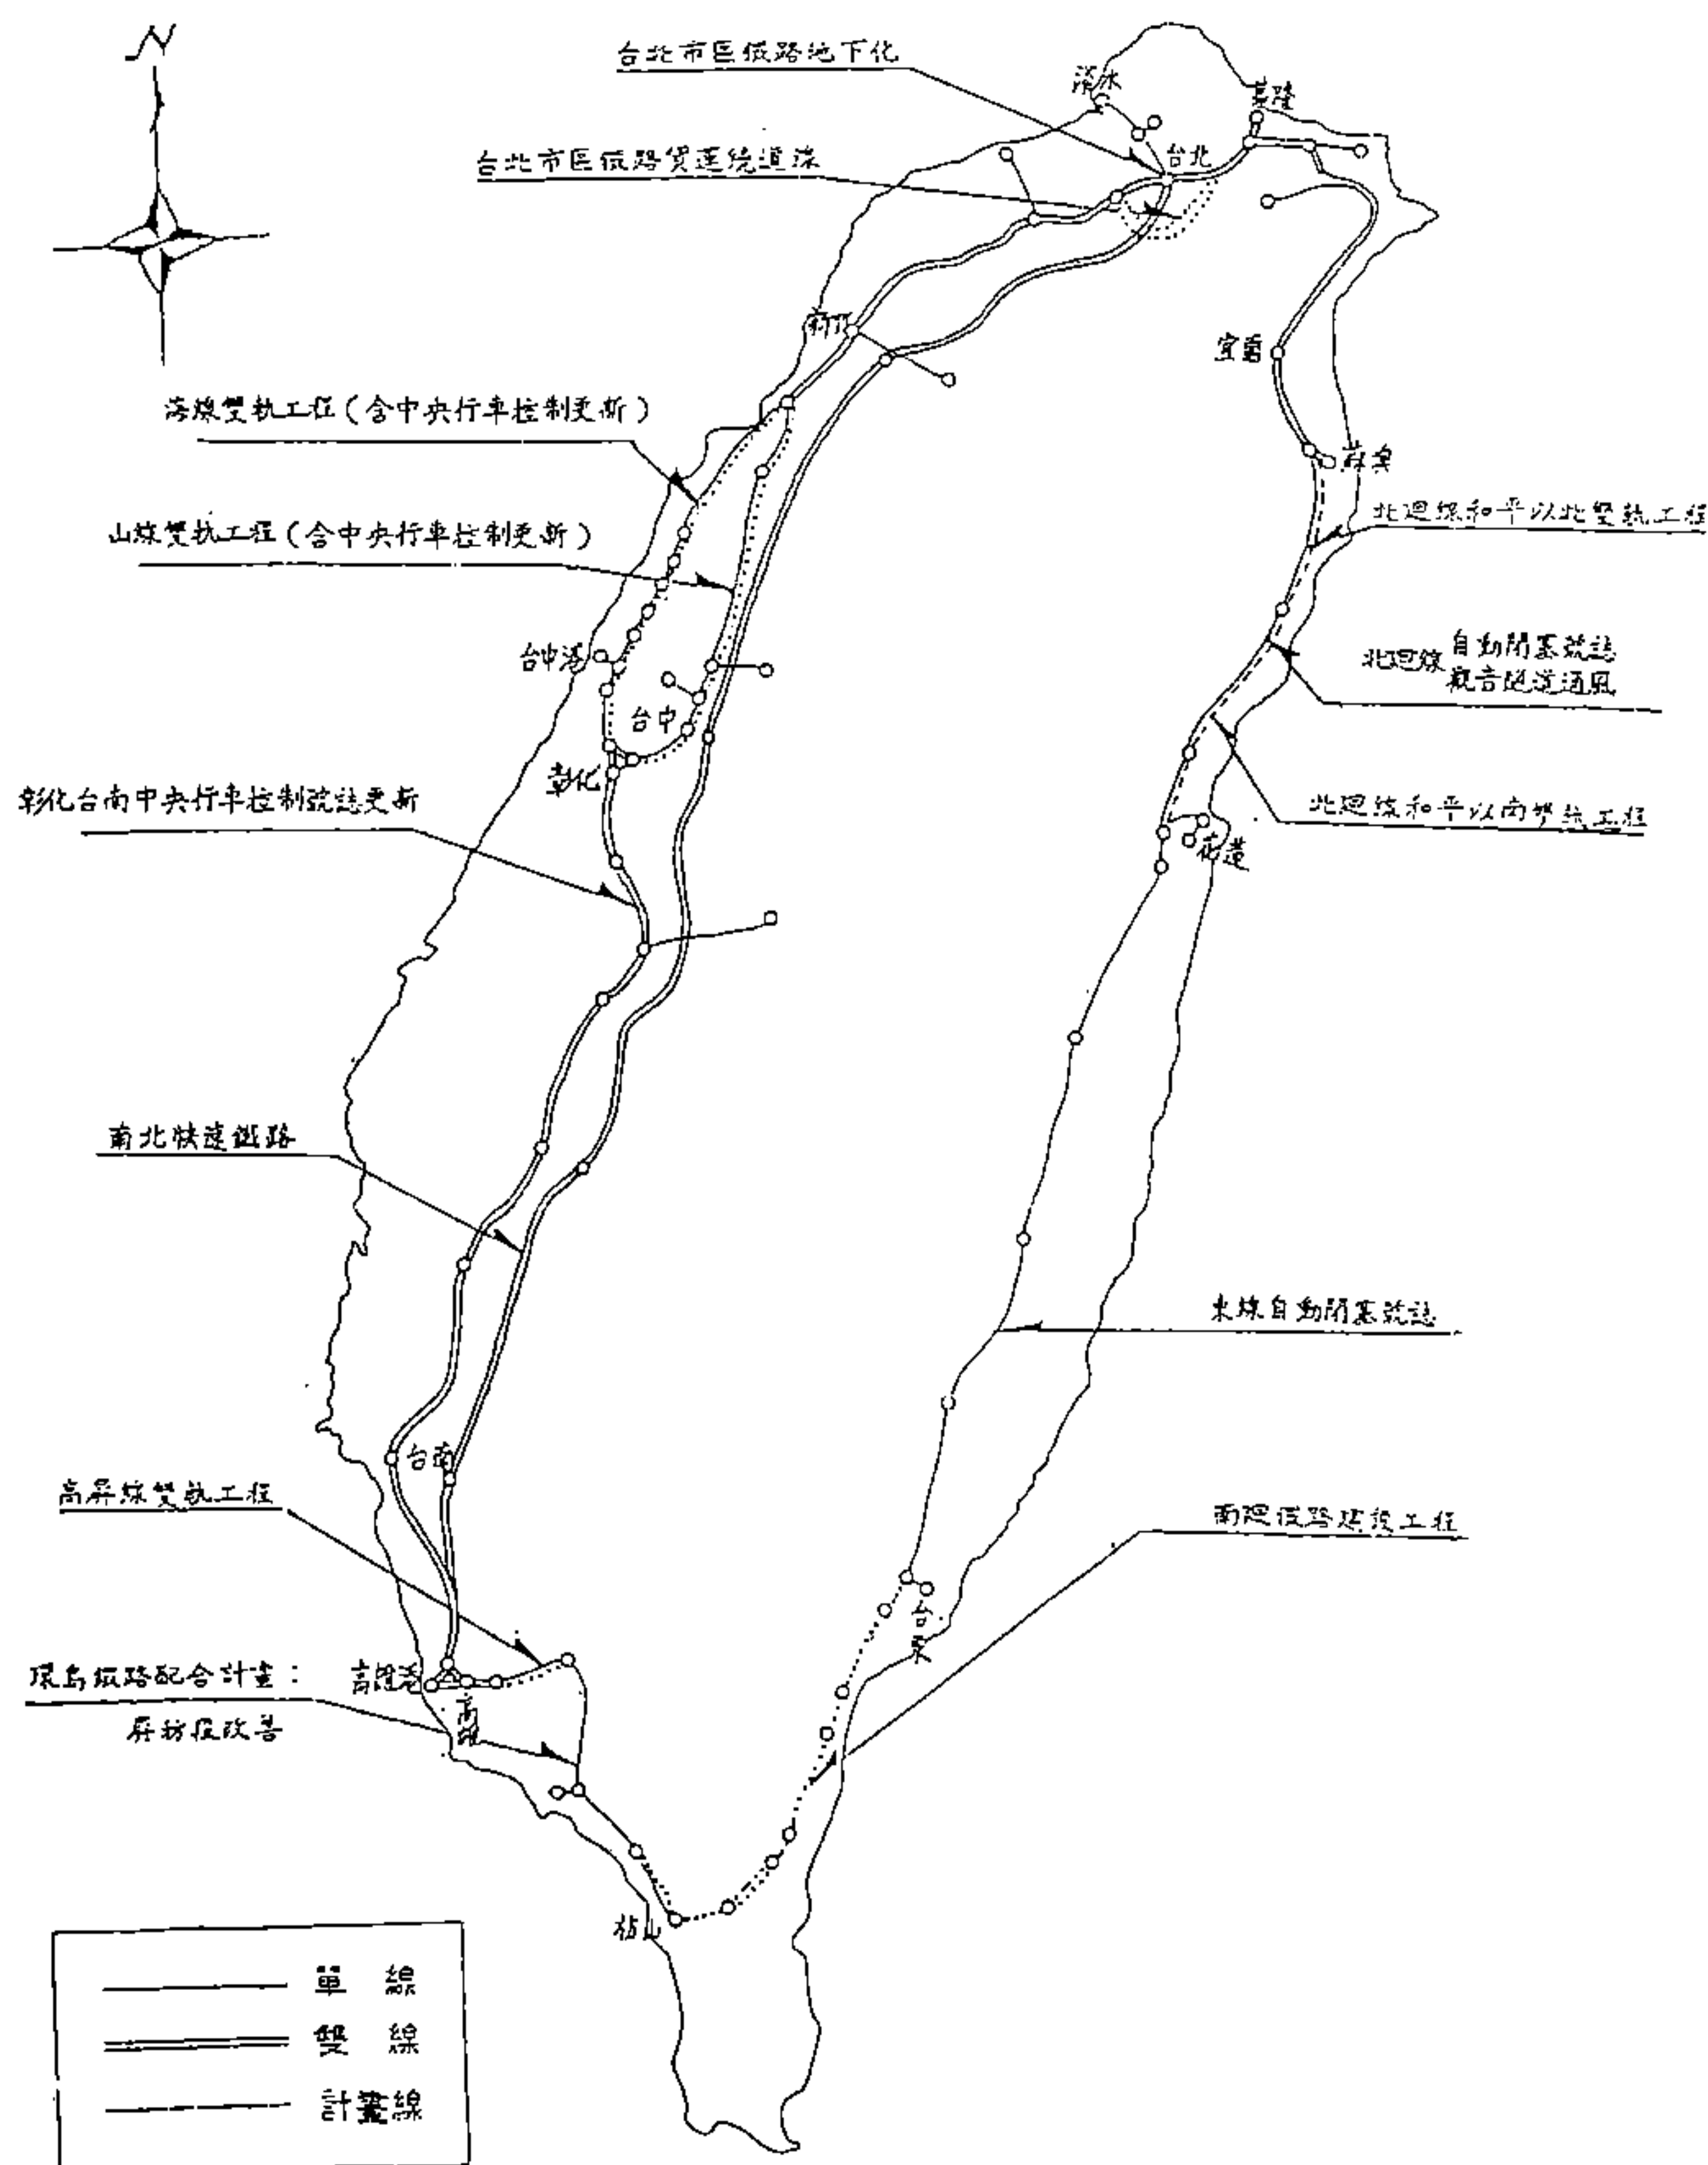 N
台北市區鐵路地下化
淡水
基隆
台北市區鐵路貨運繞道線
台北
新竹
宜蘭
海線雙軌工程(含中央行車控制更新)
蘇澳
北迴線和平以北雙軌工程
山線雙軌工程(含中央行車控制更新)
北迴線 自動閉塞號誌
觀音隧道通風
台中港
台中
彰化
彰化台南中央行車控制號誌更新
北迴線和平以南雙軌工程
花蓮
南北快速鐵路
東線自動閉塞號誌
台南
高屏線雙軌工程
南迴鐵路建設工程
台東
環島鐵路配合計畫:
屏枋段改善
高雄港
高雄
枋山
單線
雙線
計畫線